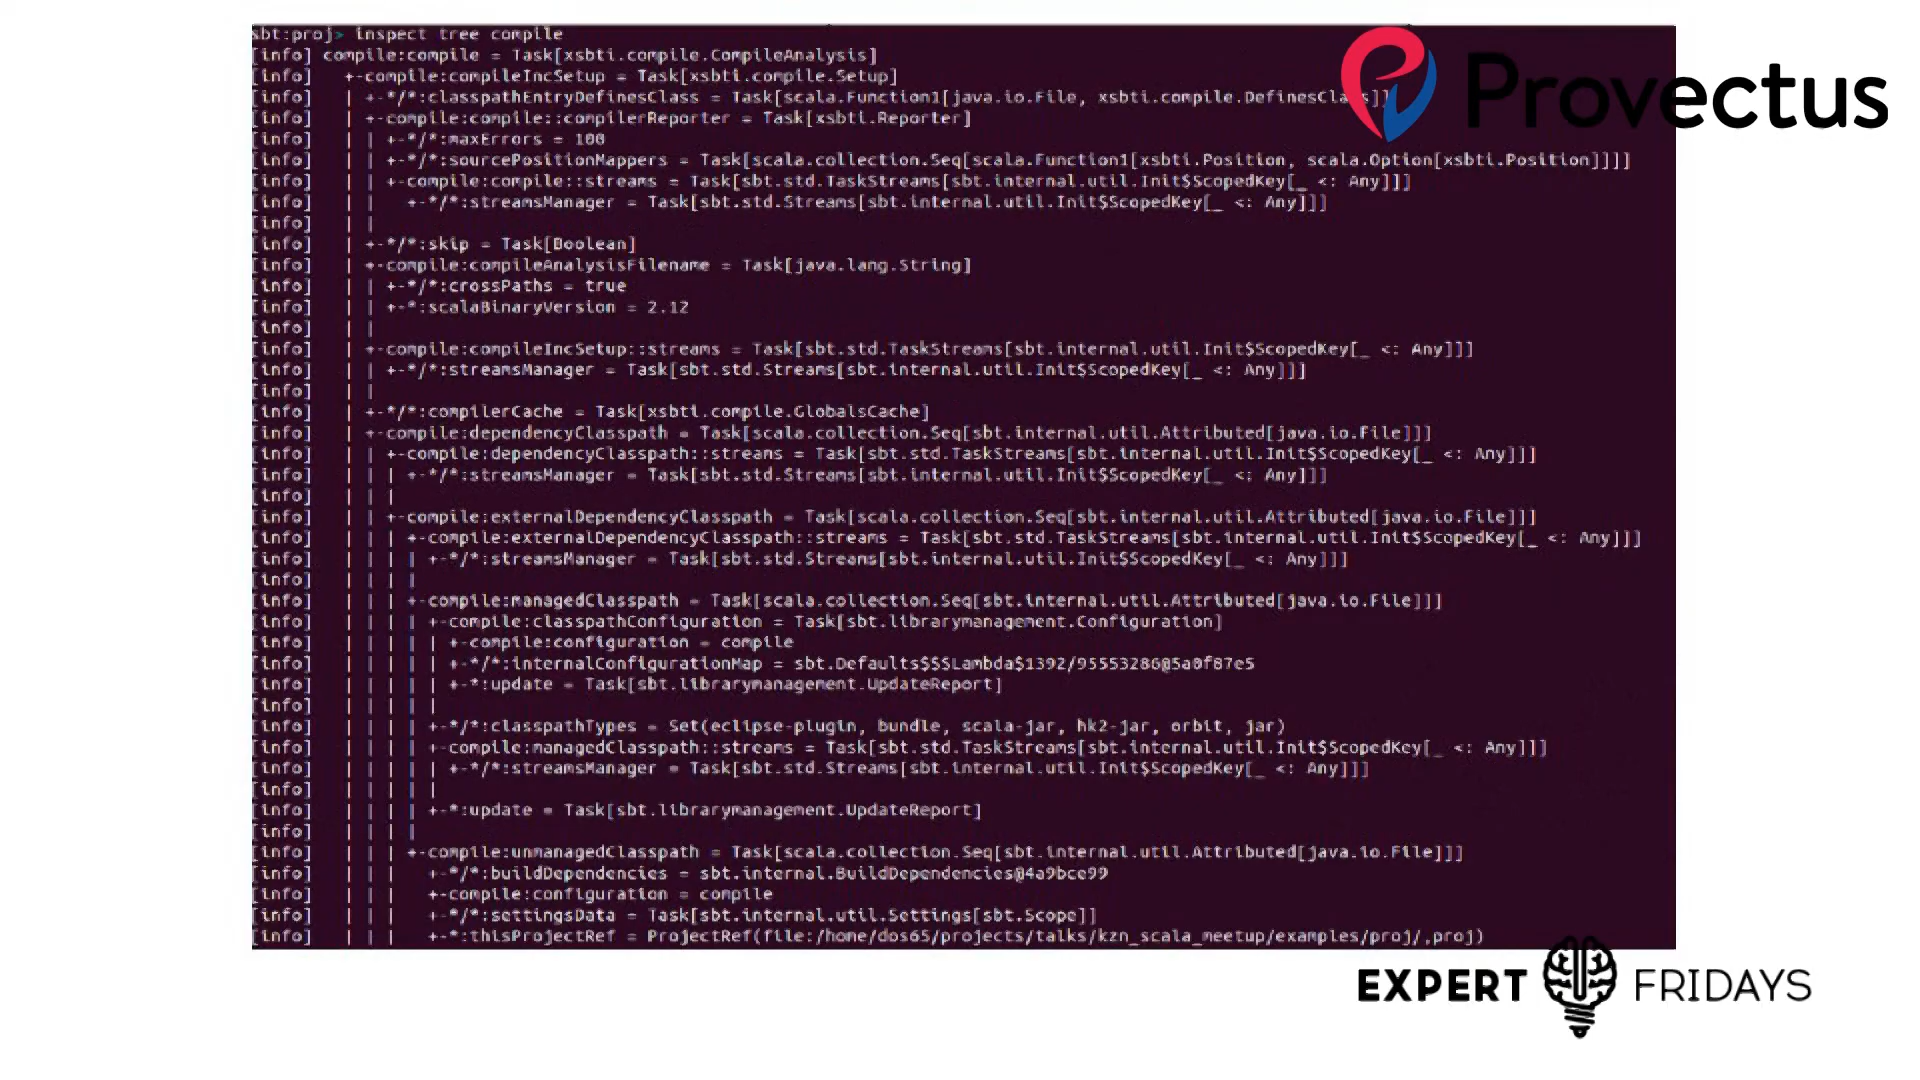 sbt:proj> inspect tree compile
[info] compile:compile = Task[xsbti.compile.CompileAnalysis]
[info]   +-compile:compileIncSetup = Task[xsbti.compile.Setup]
[info]   | +-*/*:classpathEntryDefinesClass = Task[scala.Function1[java.io.File, xsbti.compile.DefinesClass]]
[info]   | +-compile:compile::compilerReporter = Task[xsbti.Reporter]
[info]   | | +-*/*:maxErrors = 100
[info]   | | +-*/*:sourcePositionMappers = Task[scala.collection.Seq[scala.Function1[xsbti.Position, scala.Option[xsbti.Position]]]]
[info]   | | +-compile:compile::streams = Task[sbt.std.TaskStreams[sbt.internal.util.Init$ScopedKey[_ <: Any]]]
[info]   | |   +-*/*:streamsManager = Task[sbt.std.Streams[sbt.internal.util.Init$ScopedKey[_ <: Any]]]
[info]   | |
[info]   | +-*/*:skip = Task[Boolean]
[info]   | +-compile:compileAnalysisFilename = Task[java.lang.String]
[info]   | | +-*/*:crossPaths = true
[info]   | | +-*:scalaBinaryVersion = 2.12
[info]   | |
[info]   | +-compile:compileIncSetup::streams = Task[sbt.std.TaskStreams[sbt.internal.util.Init$ScopedKey[_ <: Any]]]
[info]   | | +-*/*:streamsManager = Task[sbt.std.Streams[sbt.internal.util.Init$ScopedKey[_ <: Any]]]
[info]   | |
[info]   | +-*/*:compilerCache = Task[xsbti.compile.GlobalsCache]
[info]   | +-compile:dependencyClasspath = Task[scala.collection.Seq[sbt.internal.util.Attributed[java.io.File]]]
[info]   | | +-compile:dependencyClasspath::streams = Task[sbt.std.TaskStreams[sbt.internal.util.Init$ScopedKey[_ <: Any]]]
[info]   | | | +-*/*:streamsManager = Task[sbt.std.Streams[sbt.internal.util.Init$ScopedKey[_ <: Any]]]
[info]   | | |
[info]   | | +-compile:externalDependencyClasspath = Task[scala.collection.Seq[sbt.internal.util.Attributed[java.io.File]]]
[info]   | | | +-compile:externalDependencyClasspath::streams = Task[sbt.std.TaskStreams[sbt.internal.util.Init$ScopedKey[_ <: Any]]]
[info]   | | | | +-*/*:streamsManager = Task[sbt.std.Streams[sbt.internal.util.Init$ScopedKey[_ <: Any]]]
[info]   | | | |
[info]   | | | +-compile:managedClasspath = Task[scala.collection.Seq[sbt.internal.util.Attributed[java.io.File]]]
[info]   | | | | +-compile:classpathConfiguration = Task[sbt.librarymanagement.Configuration]
[info]   | | | | | +-compile:configuration = compile
[info]   | | | | | +-*/*:internalConfigurationMap = sbt.Defaults$$$Lambda$1392/95553286@5a0f87e5
[info]   | | | | | +-*:update = Task[sbt.librarymanagement.UpdateReport]
[info]   | | | | |
[info]   | | | | +-*/*:classpathTypes = Set(eclipse-plugin, bundle, scala-jar, hk2-jar, orbit, jar)
[info]   | | | | +-compile:managedClasspath::streams = Task[sbt.std.TaskStreams[sbt.internal.util.Init$ScopedKey[_ <: Any]]]
[info]   | | | | | +-*/*:streamsManager = Task[sbt.std.Streams[sbt.internal.util.Init$ScopedKey[_ <: Any]]]
[info]   | | | | |
[info]   | | | | +-*:update = Task[sbt.librarymanagement.UpdateReport]
[info]   | | | |
[info]   | | | +-compile:unmanagedClasspath = Task[scala.collection.Seq[sbt.internal.util.Attributed[java.io.File]]]
[info]   | | |   +-*/*:buildDependencies = sbt.internal.BuildDependencies@4a9bce99
[info]   | | |   +-compile:configuration = compile
[info]   | | |   +-*/*:settingsData = Task[sbt.internal.util.Settings[sbt.Scope]]
[info]   | | |   +-*:thisProjectRef = ProjectRef(file:/home/dos65/projects/talks/kzn_scala_meetup/examples/proj/,proj)
Provectus
EXPERT FRIDAYS